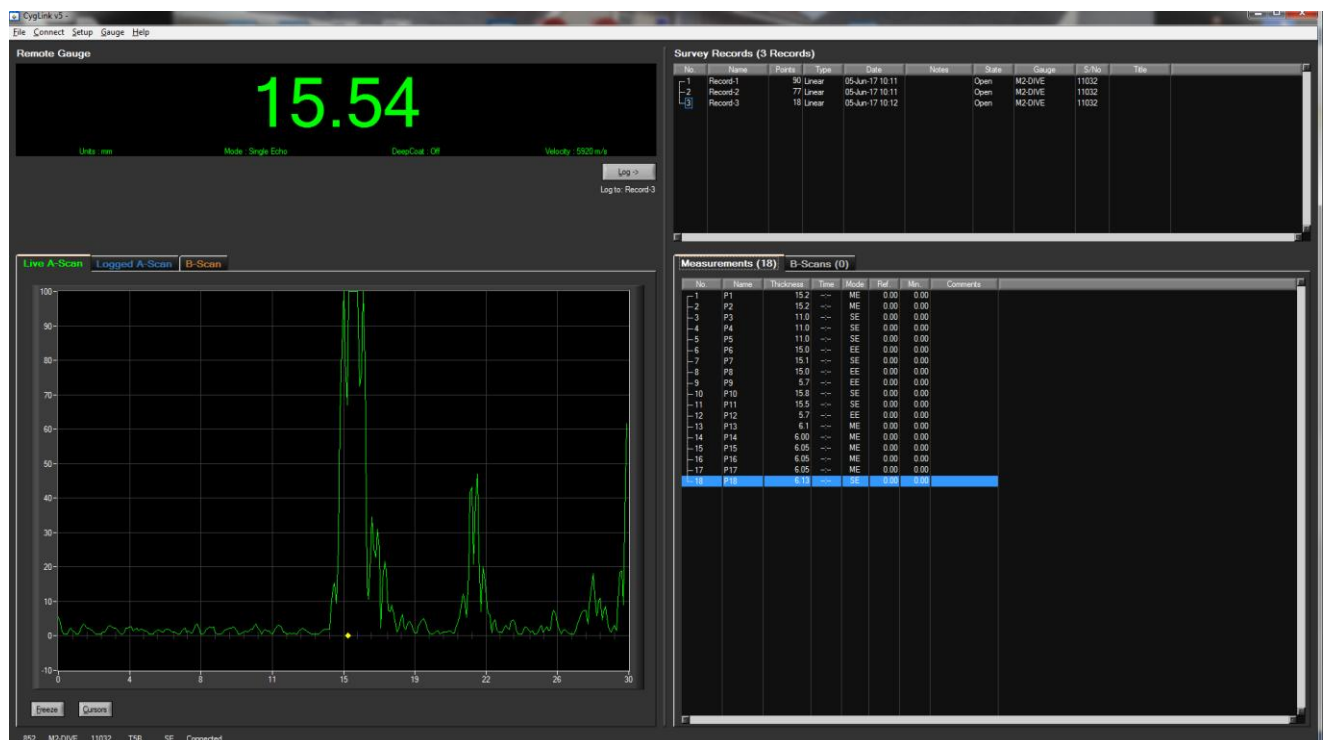 CygLink v5 -
File Connect Setup Gauge Help
Remote Gauge
15.54
Units : mm Mode : Single Echo DeepCoat : Off Velocity : 5920 m/s
Log ->
Log to: Record-3
Survey Records (3 Records)
No. Name Points Type Date Notes State Gauge S/No Title
1 Record-1 90 Linear 05-Jun-17 10:11 Open M2-DIVE 11032
2 Record-2 77 Linear 05-Jun-17 10:11 Open M2-DIVE 11032
3 Record-3 18 Linear 05-Jun-17 10:12 Open M2-DIVE 11032
Live A-Scan Logged A-Scan B-Scan
100
90
80
70
60
50
40
30
20
10
0
-10
0 4 8 11 15 19 22 26 30
Freeze Cursors
Measurements (18) B-Scans (0)
No. Name Thickness Time Mode Ref. Min. Comments
1 P1 15.2 --:-- ME 0.00 0.00
2 P2 15.2 --:-- ME 0.00 0.00
3 P3 11.0 --:-- SE 0.00 0.00
4 P4 11.0 --:-- SE 0.00 0.00
5 P5 11.0 --:-- SE 0.00 0.00
6 P6 15.0 --:-- EE 0.00 0.00
7 P7 15.1 --:-- SE 0.00 0.00
8 P8 15.0 --:-- EE 0.00 0.00
9 P9 5.7 --:-- EE 0.00 0.00
10 P10 15.8 --:-- SE 0.00 0.00
11 P11 15.5 --:-- SE 0.00 0.00
12 P12 5.7 --:-- EE 0.00 0.00
13 P13 6.1 --:-- ME 0.00 0.00
14 P14 6.00 --:-- ME 0.00 0.00
15 P15 6.05 --:-- ME 0.00 0.00
16 P16 6.05 --:-- ME 0.00 0.00
17 P17 6.05 --:-- ME 0.00 0.00
18 P18 6.13 --:-- SE 0.00 0.00
852 M2-DIVE 11032 T5B SE Connected